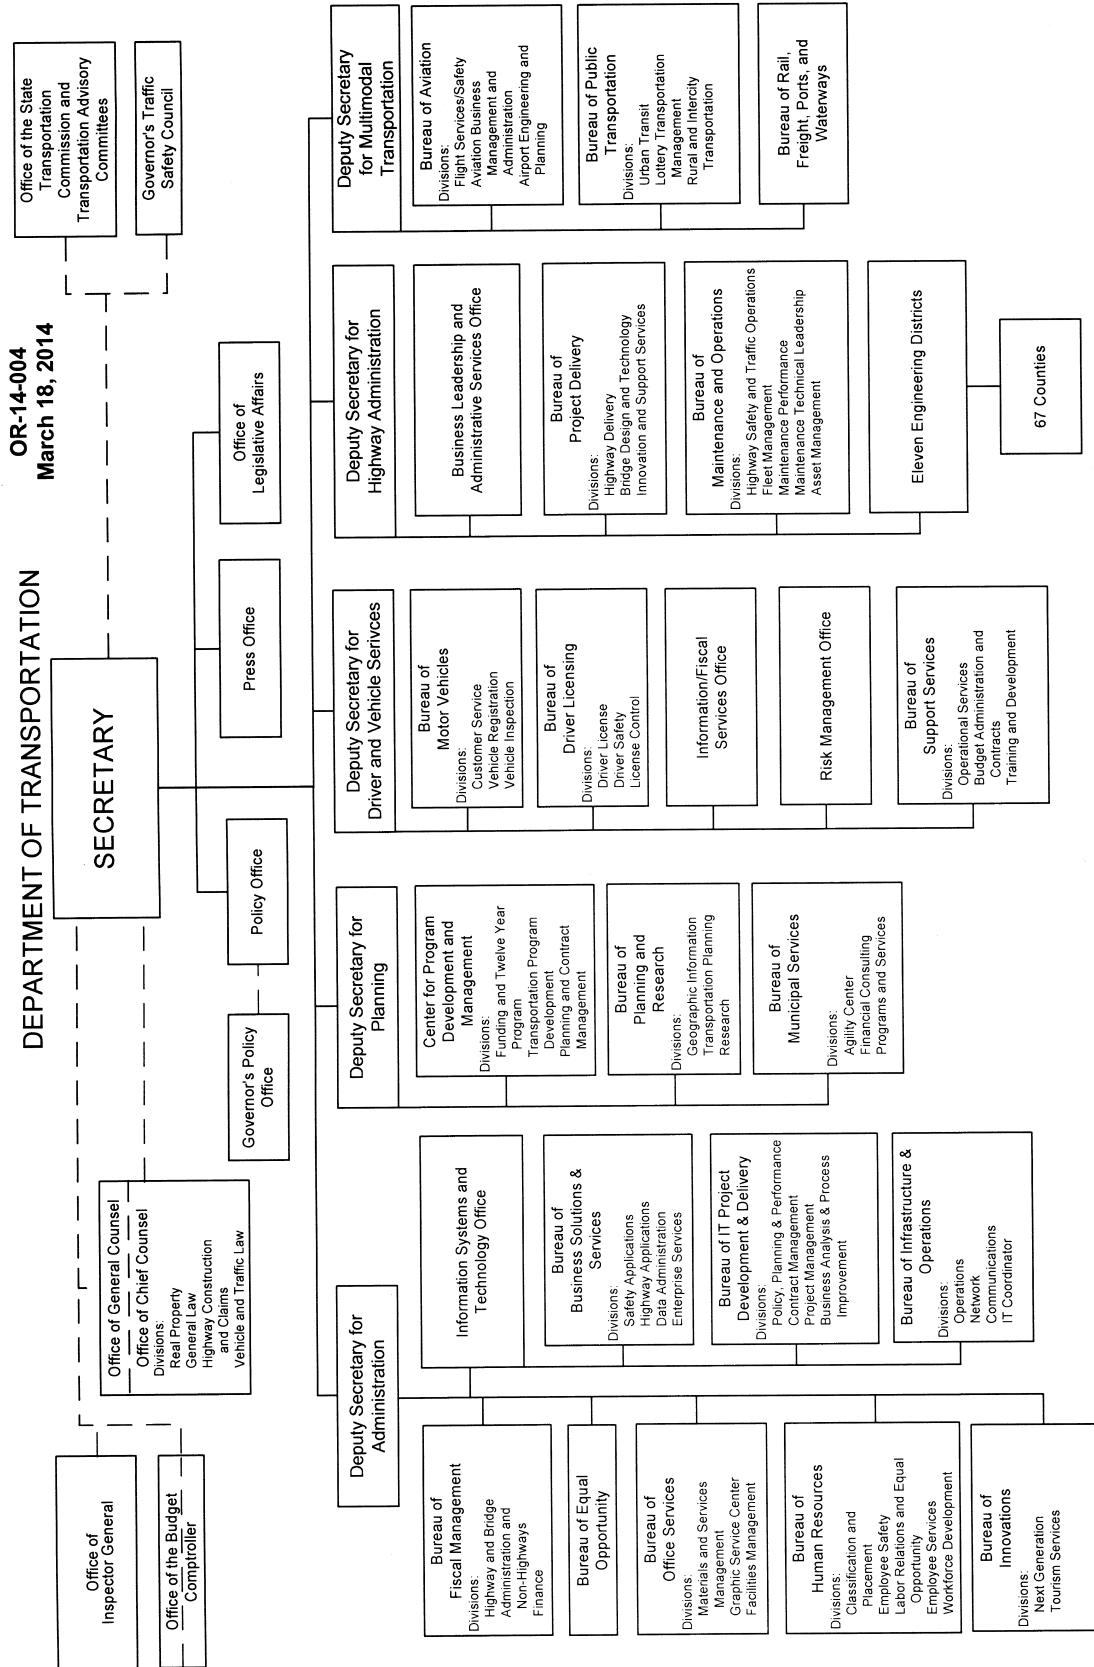 DEPARTMENT OF TRANSPORTATION
OR-14-004
March 18, 2014
SECRETARY
Office of
Inspector General
Office of the Budget
Comptroller
Office of General Counsel
Office of Chief Counsel
Divisions:
Real Property
General Law
Highway Construction
and Claims
Vehicle and Traffic Law
Governor's Policy
Office
Policy Office
Press Office
Office of
Legislative Affairs
Office of the State
Transportation
Commission and
Transportation Advisory
Committees
Governor's Traffic
Safety Council
Deputy Secretary for
Administration
Bureau of
Fiscal Management
Divisions:
Highway and Bridge
Administration and
Non-Highways
Finance
Bureau of Equal
Opportunity
Bureau of
Office Services
Divisions:
Materials and Services
Management
Graphic Service Center
Facilities Management
Bureau of
Human Resources
Divisions:
Classification and
Placement
Employee Safety
Labor Relations and Equal
Opportunity
Employee Services
Workforce Development
Bureau of
Innovations
Divisions:
Next Generation
Tourism Services
Information Systems and
Technology Office
Bureau of
Business Solutions &
Services
Divisions:
Safety Applications
Highway Applications
Data Administration
Enterprise Services
Bureau of IT Project
Development & Delivery
Divisions:
Policy, Planning & Performance
Contract Management
Project Management
Business Analysis & Process
Improvement
Bureau of Infrastructure &
Operations
Divisions:
Operations
Network
Communications
IT Coordinator
Deputy Secretary for
Planning
Center for Program
Development and
Management
Divisions:
Funding and Twelve Year
Program
Transportation Program
Development
Planning and Contract
Management
Bureau of
Planning and
Research
Divisions:
Geographic Information
Transportation Planning
Research
Bureau of
Municipal Services
Divisions:
Agility Center
Financial Consulting
Programs and Services
Deputy Secretary for
Driver and Vehicle Serivces
Bureau of
Motor Vehicles
Divisions:
Customer Service
Vehicle Registration
Vehicle Inspection
Bureau of
Driver Licensing
Divisions:
Driver License
Driver Safety
License Control
Information/Fiscal
Services Office
Risk Management Office
Bureau of
Support Services
Divisions:
Operational Services
Budget Administration and
Contracts
Training and Development
Deputy Secretary for
Highway Administration
Business Leadership and
Administrative Services Office
Bureau of
Project Delivery
Divisions:
Highway Delivery
Bridge Design and Technology
Innovation and Support Services
Bureau of
Maintenance and Operations
Divisions:
Highway Safety and Traffic Operations
Fleet Management
Maintenance Performance
Maintenance Technical Leadership
Asset Management
Eleven Engineering Districts
67 Counties
Deputy Secretary
for Multimodal
Transportation
Bureau of Aviation
Divisions:
Flight Services/Safety
Aviation Business
Management and
Administration
Airport Engineering and
Planning
Bureau of Public
Transportation
Divisions:
Urban Transit
Lottery Transportation
Management
Rural and Intercity
Transportation
Bureau of Rail,
Freight, Ports, and
Waterways